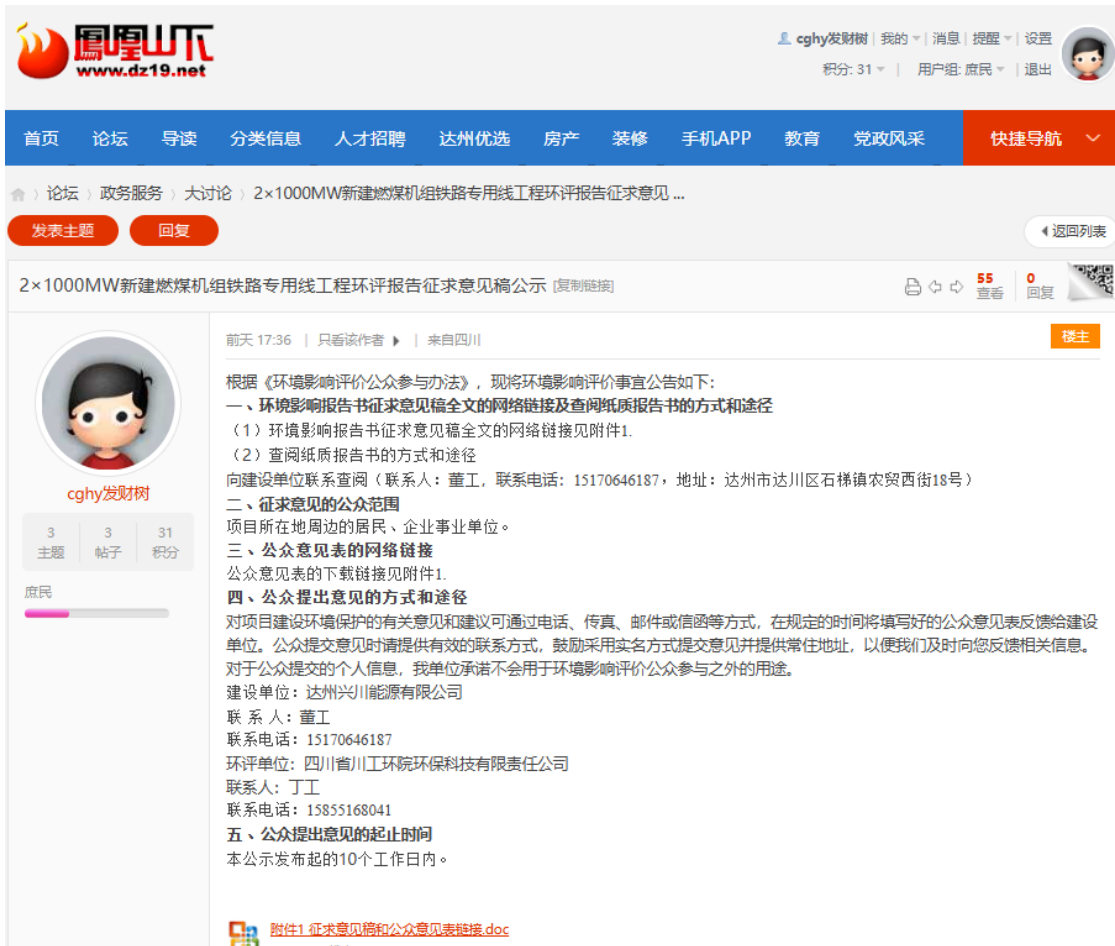 鳳凰山下
www.dz19.net
cghy发财树 | 我的 | 消息 | 提醒 | 设置
积分: 31 | 用户组: 庶民 | 退出
首页 论坛 导读 分类信息 人才招聘 达州优选 房产 装修 手机APP 教育 党政风采 快捷导航
论坛 › 政务服务 › 大讨论 › 2×1000MW新建燃煤机组铁路专用线工程环评报告征求意见 ...
发表主题 回复 返回列表
2×1000MW新建燃煤机组铁路专用线工程环评报告征求意见稿公示 [复制链接]
55 查看 0 回复
前天 17:36 | 只看该作者 | 来自四川
楼主
cghy发财树
3 主题 3 帖子 31 积分
庶民
根据《环境影响评价公众参与办法》，现将环境影响评价事宜公告如下：
一、环境影响报告书征求意见稿全文的网络链接及查阅纸质报告书的方式和途径
（1）环境影响报告书征求意见稿全文的网络链接见附件1.
（2）查阅纸质报告书的方式和途径
向建设单位联系查阅（联系人：董工，联系电话：15170646187，地址：达州市达川区石梯镇农贸西街18号）
二、征求意见的公众范围
项目所在地周边的居民、企业事业单位。
三、公众意见表的网络链接
公众意见表的下载链接见附件1.
四、公众提出意见的方式和途径
对项目建设环境保护的有关意见和建议可通过电话、传真、邮件或信函等方式，在规定的时间将填写好的公众意见表反馈给建设
单位。公众提交意见时请提供有效的联系方式，鼓励采用实名方式提交意见并提供常住地址，以便我们及时向您反馈相关信息。
对于公众提交的个人信息，我单位承诺不会用于环境影响评价公众参与之外的用途。
建设单位：达州兴川能源有限公司
联 系 人：董工
联系电话：15170646187
环评单位：四川省川工环院环保科技有限责任公司
联系人：丁工
联系电话：15855168041
五、公众提出意见的起止时间
本公示发布起的10个工作日内。
附件1 征求意见稿和公众意见表链接.doc